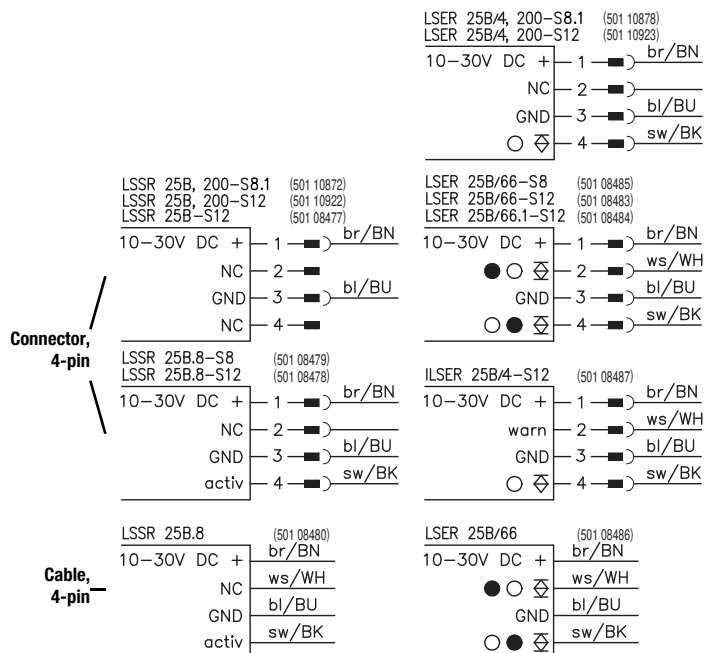 LSER 25B/4, 200-S8.1 (501 10878)
LSER 25B/4, 200-S12 (501 10923)
10-30V DC + 1 br/BN
NC 2
GND 3 bl/BU
4 sw/BK
LSSR 25B, 200-S8.1 (501 10872)
LSSR 25B, 200-S12 (501 10922)
LSSR 25B-S12 (501 08477)
10-30V DC + 1 br/BN
NC 2
GND 3 bl/BU
NC 4
LSER 25B/66-S8 (501 08485)
LSER 25B/66-S12 (501 08483)
LSER 25B/66.1-S12 (501 08484)
10-30V DC + 1 br/BN
2 ws/WH
GND 3 bl/BU
4 sw/BK
Connector,
4-pin
LSSR 25B.8-S8 (501 08479)
LSSR 25B.8-S12 (501 08478)
10-30V DC + 1 br/BN
NC 2
GND 3 bl/BU
activ 4 sw/BK
ILSER 25B/4-S12 (501 08487)
10-30V DC + 1 br/BN
warn 2 ws/WH
GND 3 bl/BU
4 sw/BK
Cable,
4-pin
LSSR 25B.8 (501 08480)
10-30V DC + br/BN
NC ws/WH
GND bl/BU
activ sw/BK
LSER 25B/66 (501 08486)
10-30V DC + br/BN
ws/WH
GND bl/BU
sw/BK